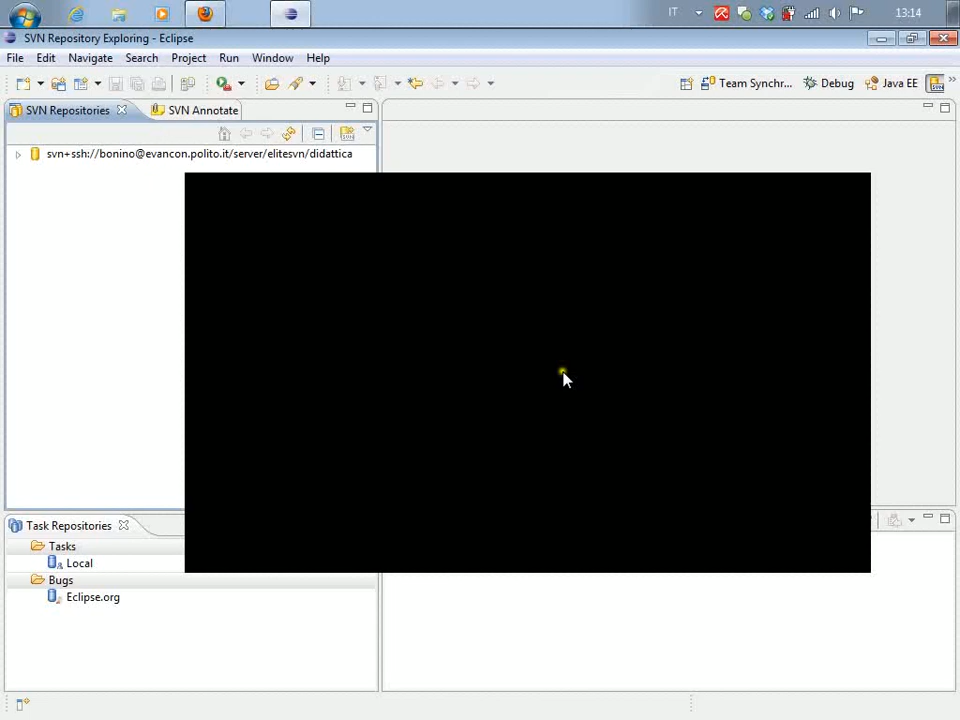 IT
13:14
SVN Repository Exploring - Eclipse
File Edit Navigate Search Project Run Window Help
Team Synchr... Debug Java EE
SVN Repositories SVN Annotate
svn+ssh://bonino@evancon.polito.it/server/elitesvn/didattica
Task Repositories
Tasks
Local
Bugs
Eclipse.org